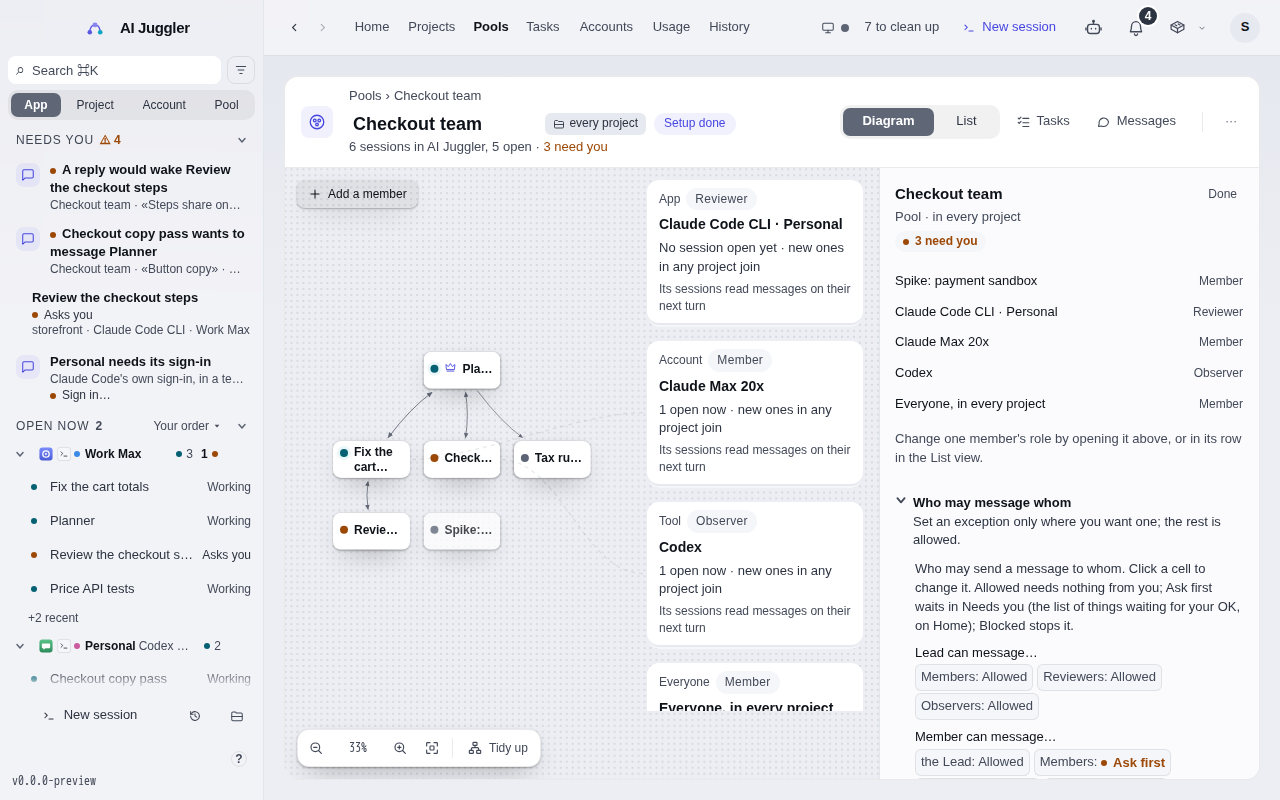 AI Juggler
Search ⌘K
App
Project
Account
Pool
NEEDS YOU
4
A reply would wake Review the checkout steps
Checkout team · «Steps share on…
Checkout copy pass wants to message Planner
Checkout team · «Button copy» · …
Review the checkout steps
Asks you
storefront · Claude Code CLI · Work Max
Personal needs its sign-in
Claude Code's own sign-in, in a te…
Sign in…
OPEN NOW 2
Your order
Work Max
3
1
Fix the cart totals
Working
Planner
Working
Review the checkout s…
Asks you
Price API tests
Working
+2 recent
Personal Codex …
2
Checkout copy pass
Working
New session
?
v0.0.0-preview
Home
Projects
Pools
Tasks
Accounts
Usage
History
7 to clean up
New session
4
S
Pools › Checkout team
Checkout team
every project
Setup done
6 sessions in AI Juggler, 5 open · 3 need you
Diagram
List
Tasks
Messages
…
Add a member
Pla…
Fix the cart…
Check…
Tax ru…
Revie…
Spike:…
33%
Tidy up
App
Reviewer
Claude Code CLI · Personal
No session open yet · new ones in any project join
Its sessions read messages on their next turn
Account
Member
Claude Max 20x
1 open now · new ones in any project join
Its sessions read messages on their next turn
Tool
Observer
Codex
1 open now · new ones in any project join
Its sessions read messages on their next turn
Everyone
Member
Everyone, in every project
Checkout team
Done
Pool · in every project
3 need you
Spike: payment sandbox
Member
Claude Code CLI · Personal
Reviewer
Claude Max 20x
Member
Codex
Observer
Everyone, in every project
Member
Change one member's role by opening it above, or in its row in the List view.
Who may message whom
Set an exception only where you want one; the rest is allowed.
Who may send a message to whom. Click a cell to change it. Allowed needs nothing from you; Ask first waits in Needs you (the list of things waiting for your OK, on Home); Blocked stops it.
Lead can message…
Members: Allowed
Reviewers: Allowed
Observers: Allowed
Member can message…
the Lead: Allowed
Members: Ask first